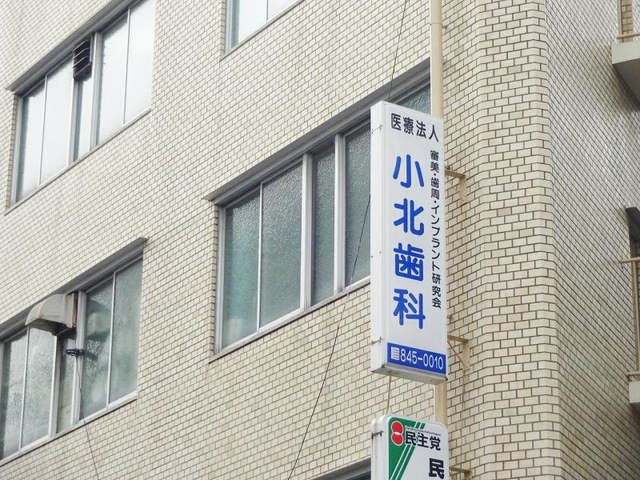 医療法人
審美・歯周・インプラント研究会
小北歯科
845-0010
民主党
民